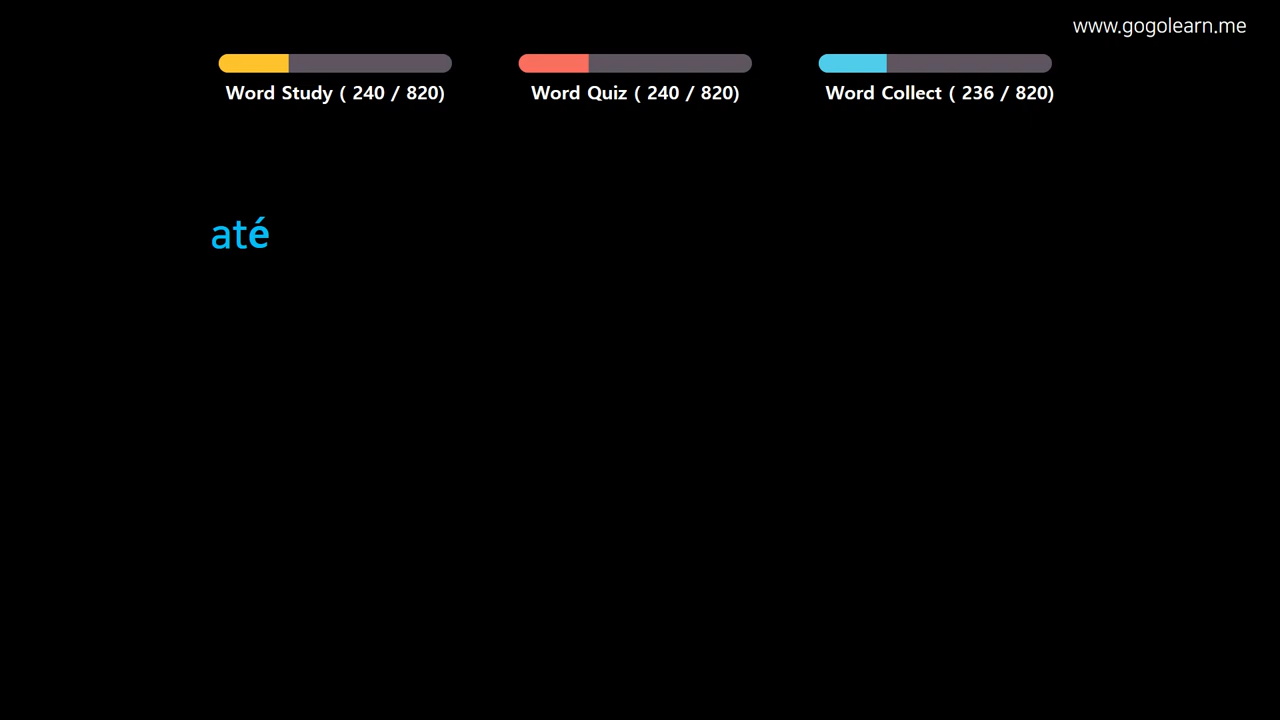 www.gogolearn.me
Word Study ( 240 / 820)
Word Quiz ( 240 / 820)
Word Collect ( 236 / 820)
até